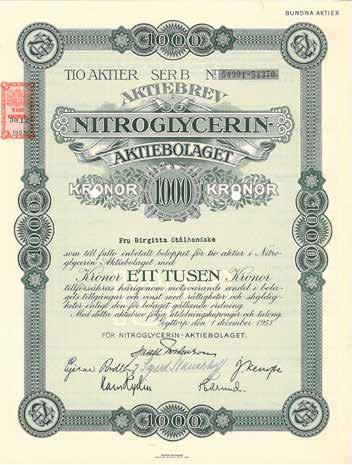 BUNDNA AKTIER
1000
TIO AKTIER SER. B No
AKTIEBREV
NITROGLYCERIN-
AKTIEBOLAGET
KRONOR 1000 KRONOR
Fru Birgitta Stålhandske
som till fullo inbetalt beloppet för tio aktier i Nitro-
glycerin-Aktiebolaget med
Kronor ETT TUSEN Kronor
tillförsäkras härigenom motsvarande andel i bola-
gets tillgångar och vinst med rättigheter och skyldig-
heter enligt den för bolaget gällande ordning.
Med detta aktiebrev följa utdelningskuponger och talong.
Gyttorp den 1 december 1951
FÖR NITROGLYCERIN-AKTIEBOLAGET:
1000